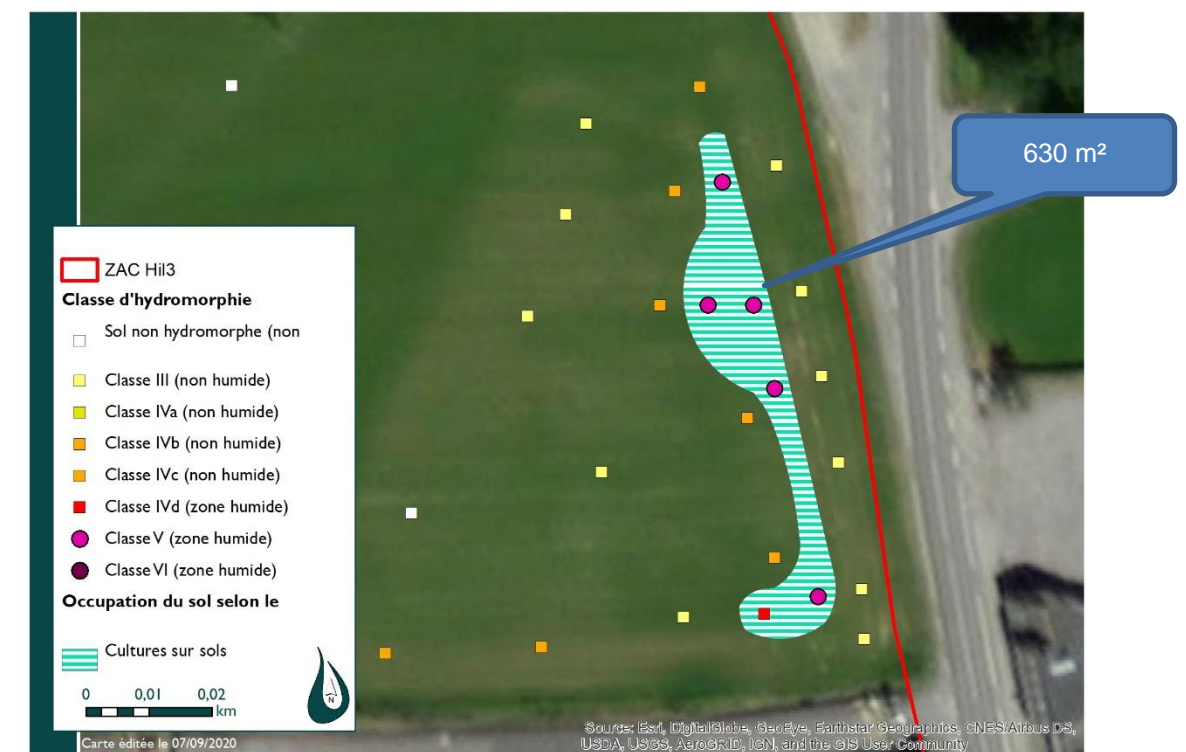 630 m²
ZAC Hil3
Classe d'hydromorphie
Sol non hydromorphe (non
Classe III (non humide)
Classe IVa (non humide)
Classe IVb (non humide)
Classe IVc (non humide)
Classe IVd (zone humide)
Classe V (zone humide)
Classe VI (zone humide)
Occupation du sol selon le
Cultures sur sols
0 0,01 0,02
km
N
Carte éditée le 07/09/2020
Source: Esri, DigitalGlobe, GeoEye, Earthstar Geographics, CNES/Airbus DS,
USDA, USGS, AeroGRID, IGN, and the GIS User Community